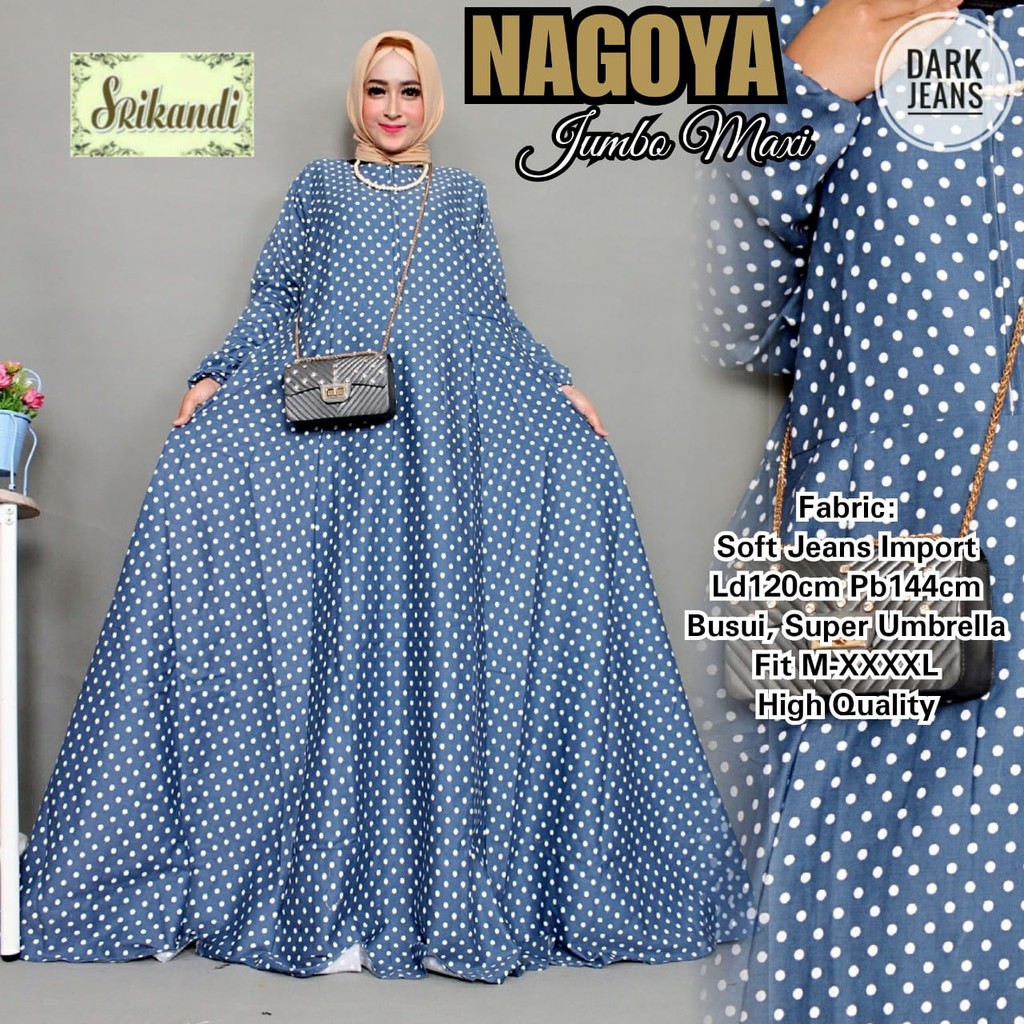 Srikandi
NAGOYA
Jumbo Maxi
DARK
JEANS
Fabric:
Soft Jeans Import
Ld120cm Pb144cm
Busui, Super Umbrella
Fit M-XXXXL
High Quality